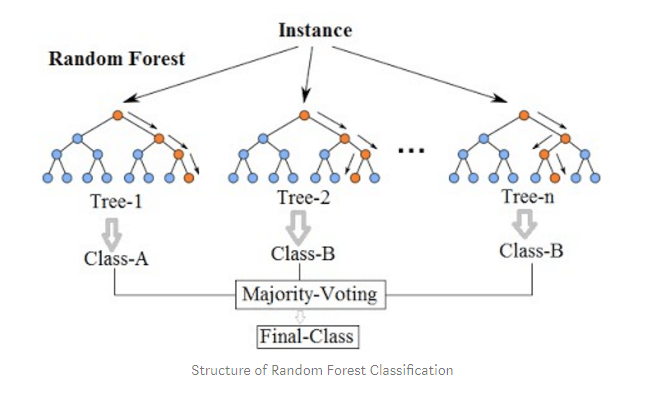 Instance
Random Forest
...
Tree-1
Tree-2
Tree-n
Class-A
Class-B
Class-B
Majority-Voting
Final-Class
Structure of Random Forest Classification